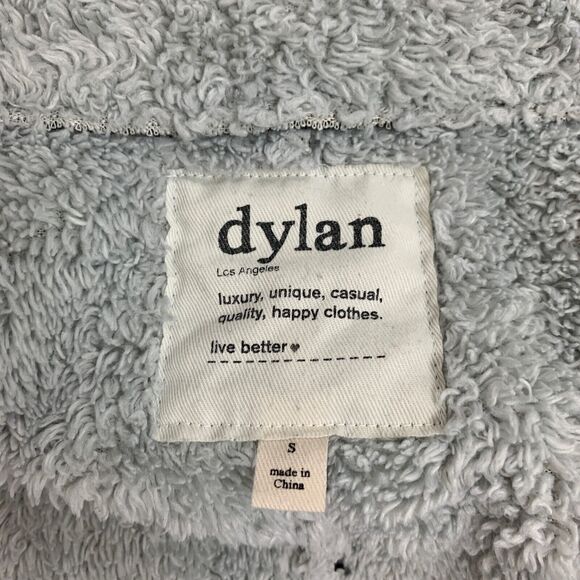 dylan
Los Angeles
luxury, unique, casual,
quality, happy clothes.
live better♥
S
made in
China